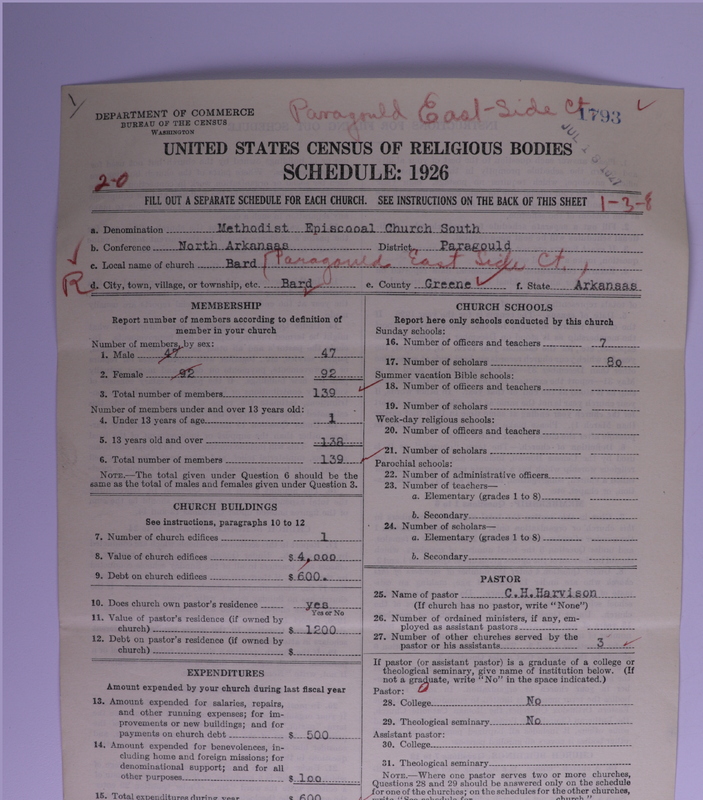 Paragould East-Side Ct. 1793
DEPARTMENT OF COMMERCE
BUREAU OF THE CENSUS
WASHINGTON
UNITED STATES CENSUS OF RELIGIOUS BODIES
SCHEDULE: 1926
2-0
FILL OUT A SEPARATE SCHEDULE FOR EACH CHURCH. SEE INSTRUCTIONS ON THE BACK OF THIS SHEET 1-3-8
a. Denomination Methodist Episcopal Church South
b. Conference North Arkansas District Paragould
c. Local name of church Bard (Paragould East Side Ct.)
R d. City, town, village, or township, etc. Bard e. County Greene f. State Arkansas
MEMBERSHIP
Report number of members according to definition of
member in your church
Number of members, by sex:
1. Male 47 47
2. Female 92 92
3. Total number of members 139
Number of members under and over 13 years old:
4. Under 13 years of age 1
5. 13 years old and over 138
6. Total number of members 139
NOTE.—The total given under Question 6 should be
same as the total of males and females given under Question 3.
CHURCH BUILDINGS
See instructions, paragraphs 10 to 12
7. Number of church edifices 1
8. Value of church edifices $ 4,000
9. Debt on church edifices $ 600.
10. Does church own pastor's residence yes
Yes or No
11. Value of pastor's residence (if owned by
church) $ 1200
12. Debt on pastor's residence (if owned by
church) $
EXPENDITURES
Amount expended by your church during last fiscal year
13. Amount expended for salaries, repairs,
and other running expenses; for im-
provements or new buildings; and for
payments on church debt $ 500
14. Amount expended for benevolences, in-
cluding home and foreign missions; for
denominational support; and for all
other purposes $ 100
15. Total expenditures during year $ 600
CHURCH SCHOOLS
Report here only schools conducted by this church
Sunday schools:
16. Number of officers and teachers 7
17. Number of scholars 80
Summer vacation Bible schools:
18. Number of officers and teachers
19. Number of scholars
Week-day religious schools:
20. Number of officers and teachers
21. Number of scholars
Parochial schools:
22. Number of administrative officers
23. Number of teachers—
a. Elementary (grades 1 to 8)
b. Secondary
24. Number of scholars—
a. Elementary (grades 1 to 8)
b. Secondary
PASTOR
25. Name of pastor C.H.Harvison
(If church has no pastor, write "None")
26. Number of ordained ministers, if any, em-
ployed as assistant pastors
27. Number of other churches served by the
pastor or his assistants 3
If pastor (or assistant pastor) is a graduate of a college or
theological seminary, give name of institution below. (If
not a graduate, write "No" in the space indicated.)
Pastor: 0
28. College No
29. Theological seminary No
Assistant pastor:
30. College
31. Theological seminary
NOTE.—Where one pastor serves two or more churches,
Questions 28 and 29 should be answered only on the schedule
for one of the churches; on the schedules for the other churches,
write "See schedule for church."